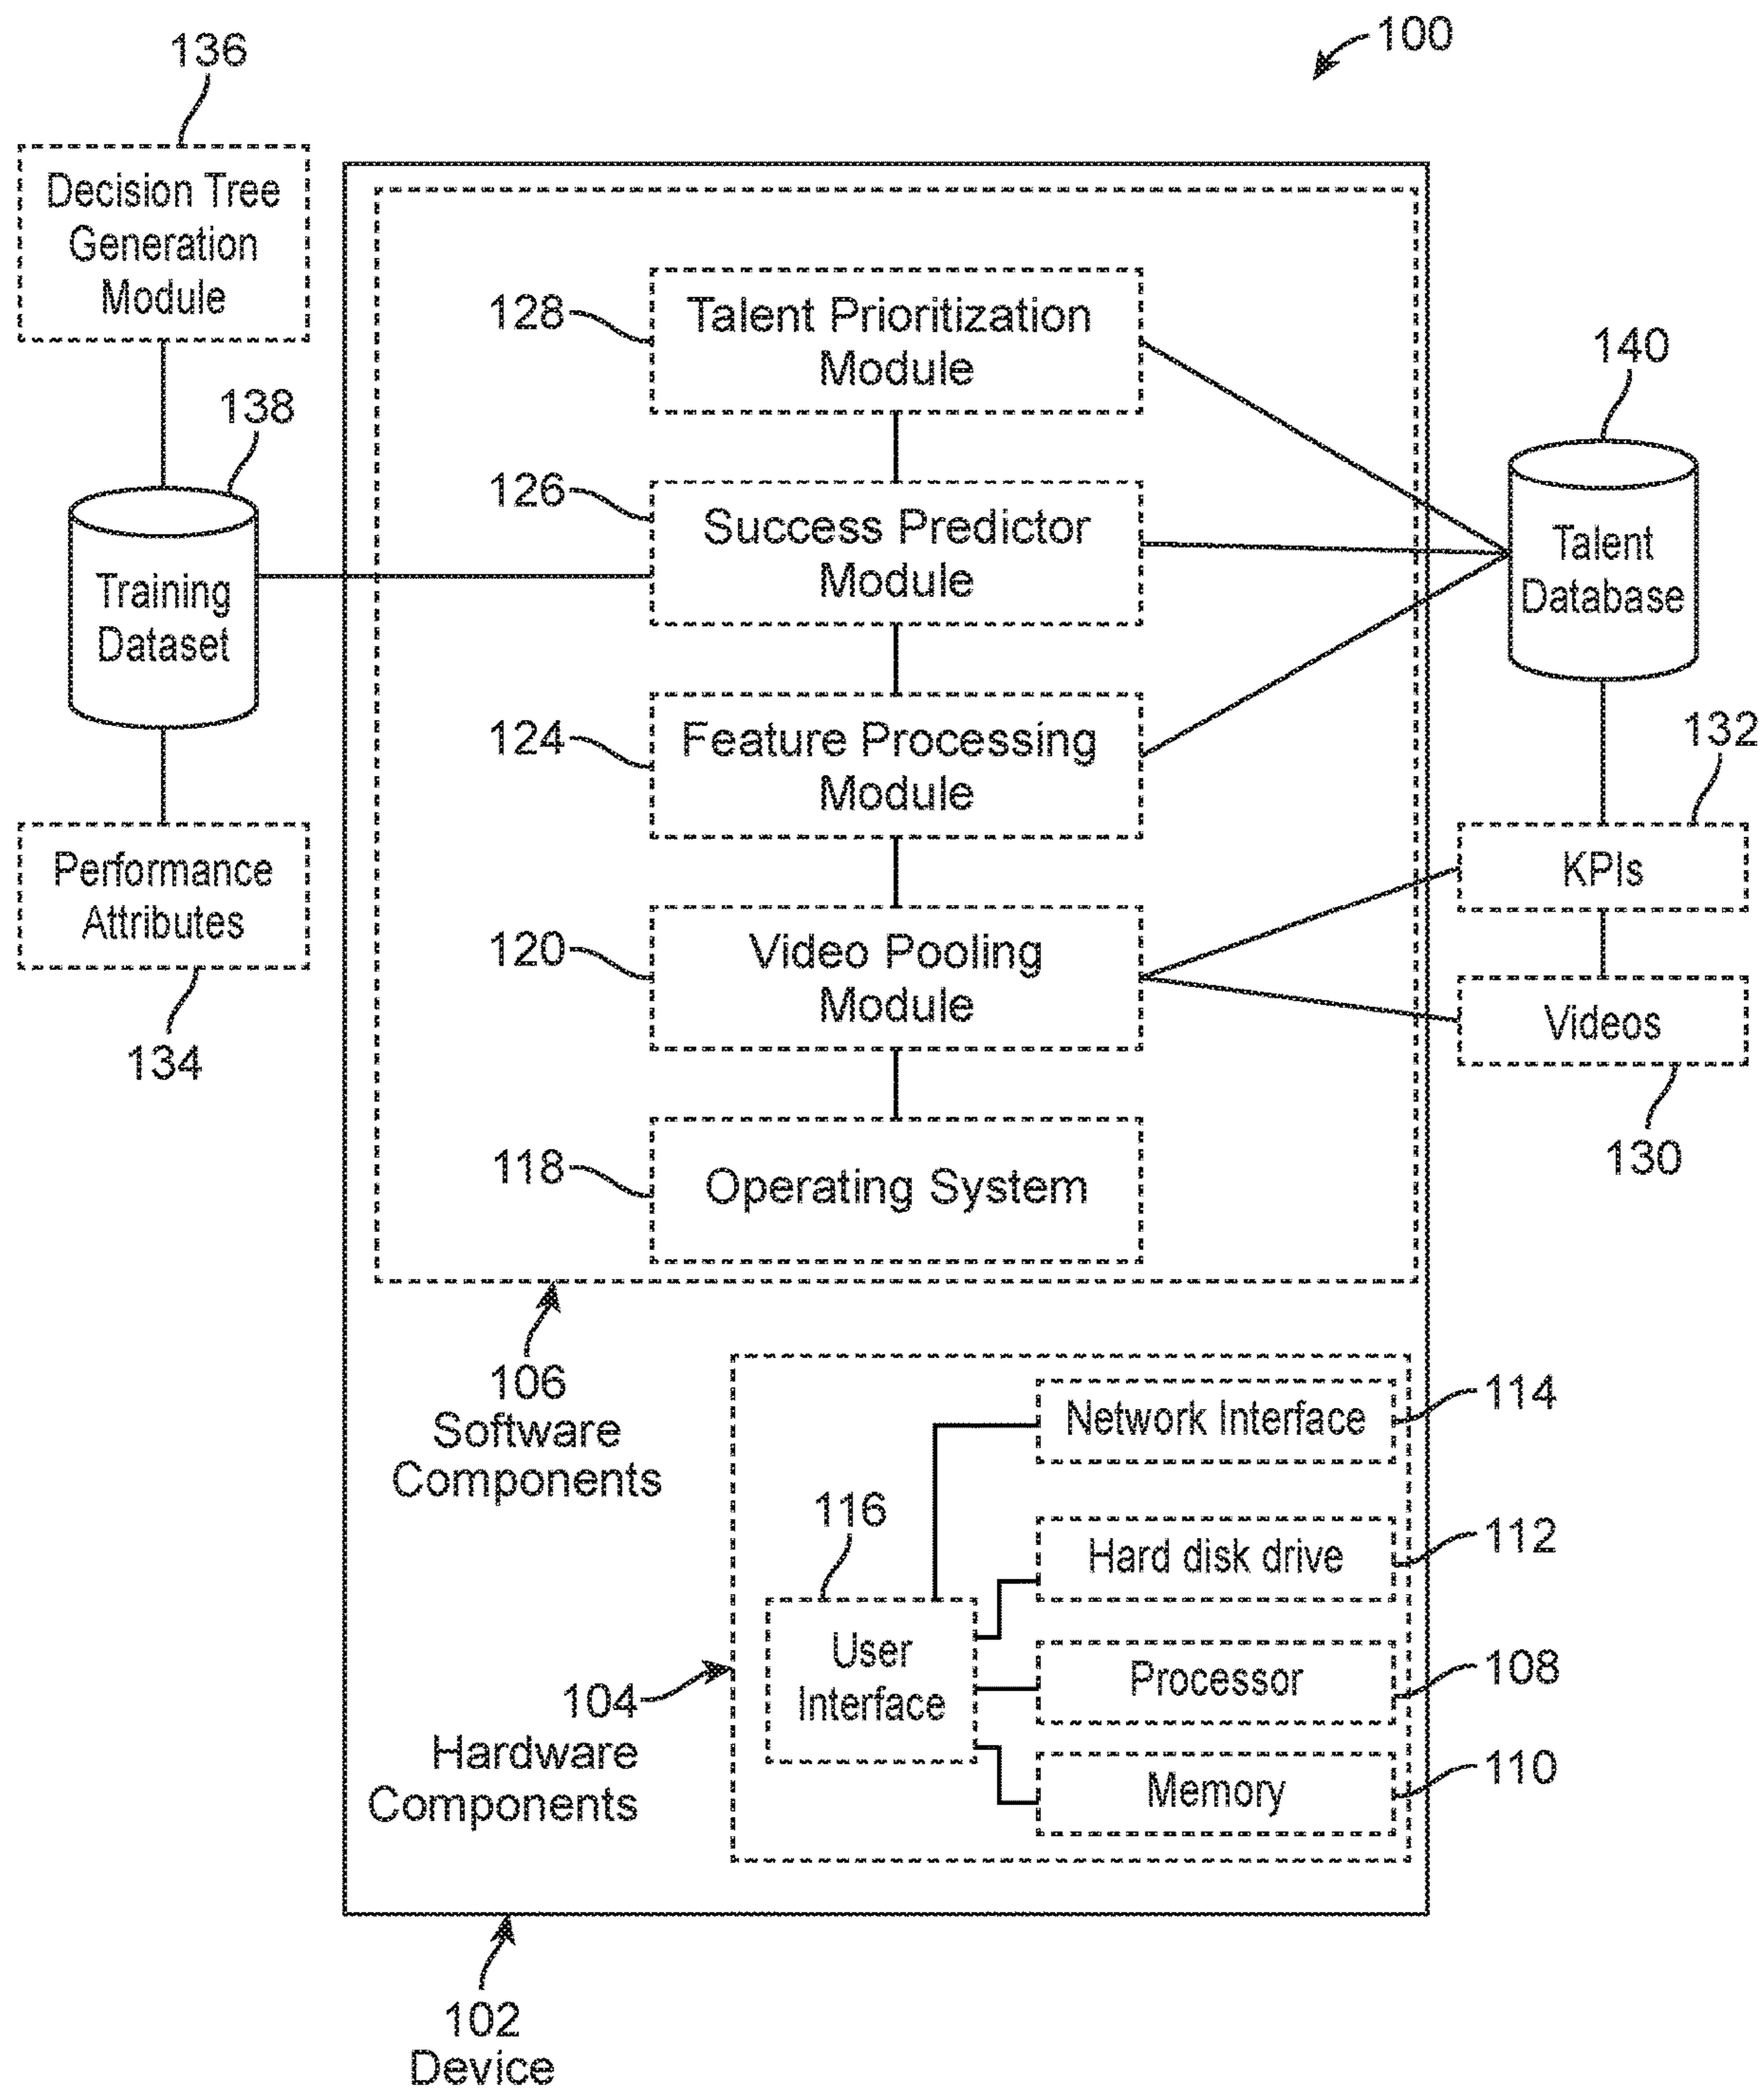 100
136
Decision Tree
Generation
Module
128
Talent Prioritization
Module
140
138
126
Success Predictor
Module
Talent
Database
Training
Dataset
124
Feature Processing
Module
132
KPIs
Performance
Attributes
134
120
Video Pooling
Module
Videos
130
118
Operating System
106
Software
Components
114
Network Interface
116
112
Hard disk drive
User
Interface
104
Hardware
Components
108
Processor
110
Memory
102
Device